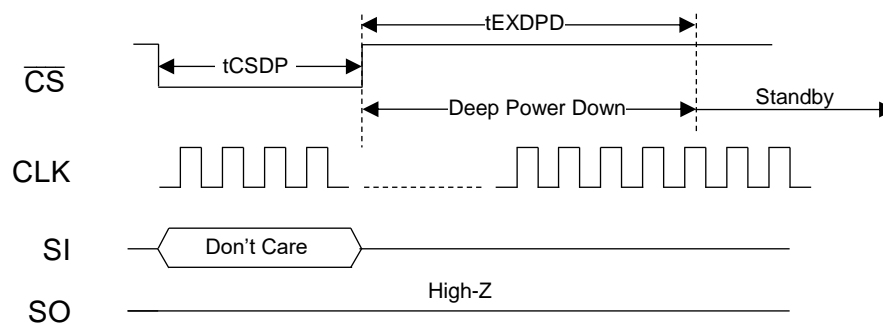 tEXDPD
tCSDP
CS
Deep Power Down
Standby
CLK
SI
Don't Care
High-Z
SO